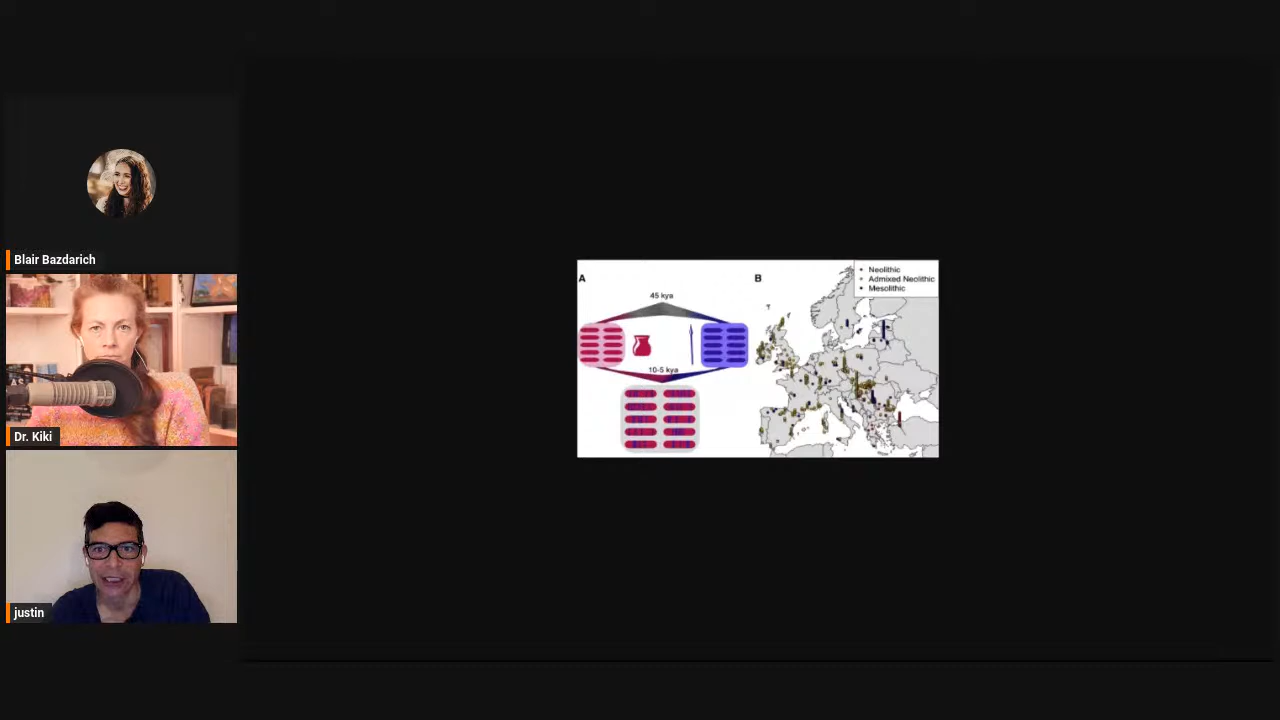 Blair Bazdarich
Dr. Kiki
justin
A
45 kya
10-5 kya
B
Neolithic
Admixed Neolithic
Mesolithic